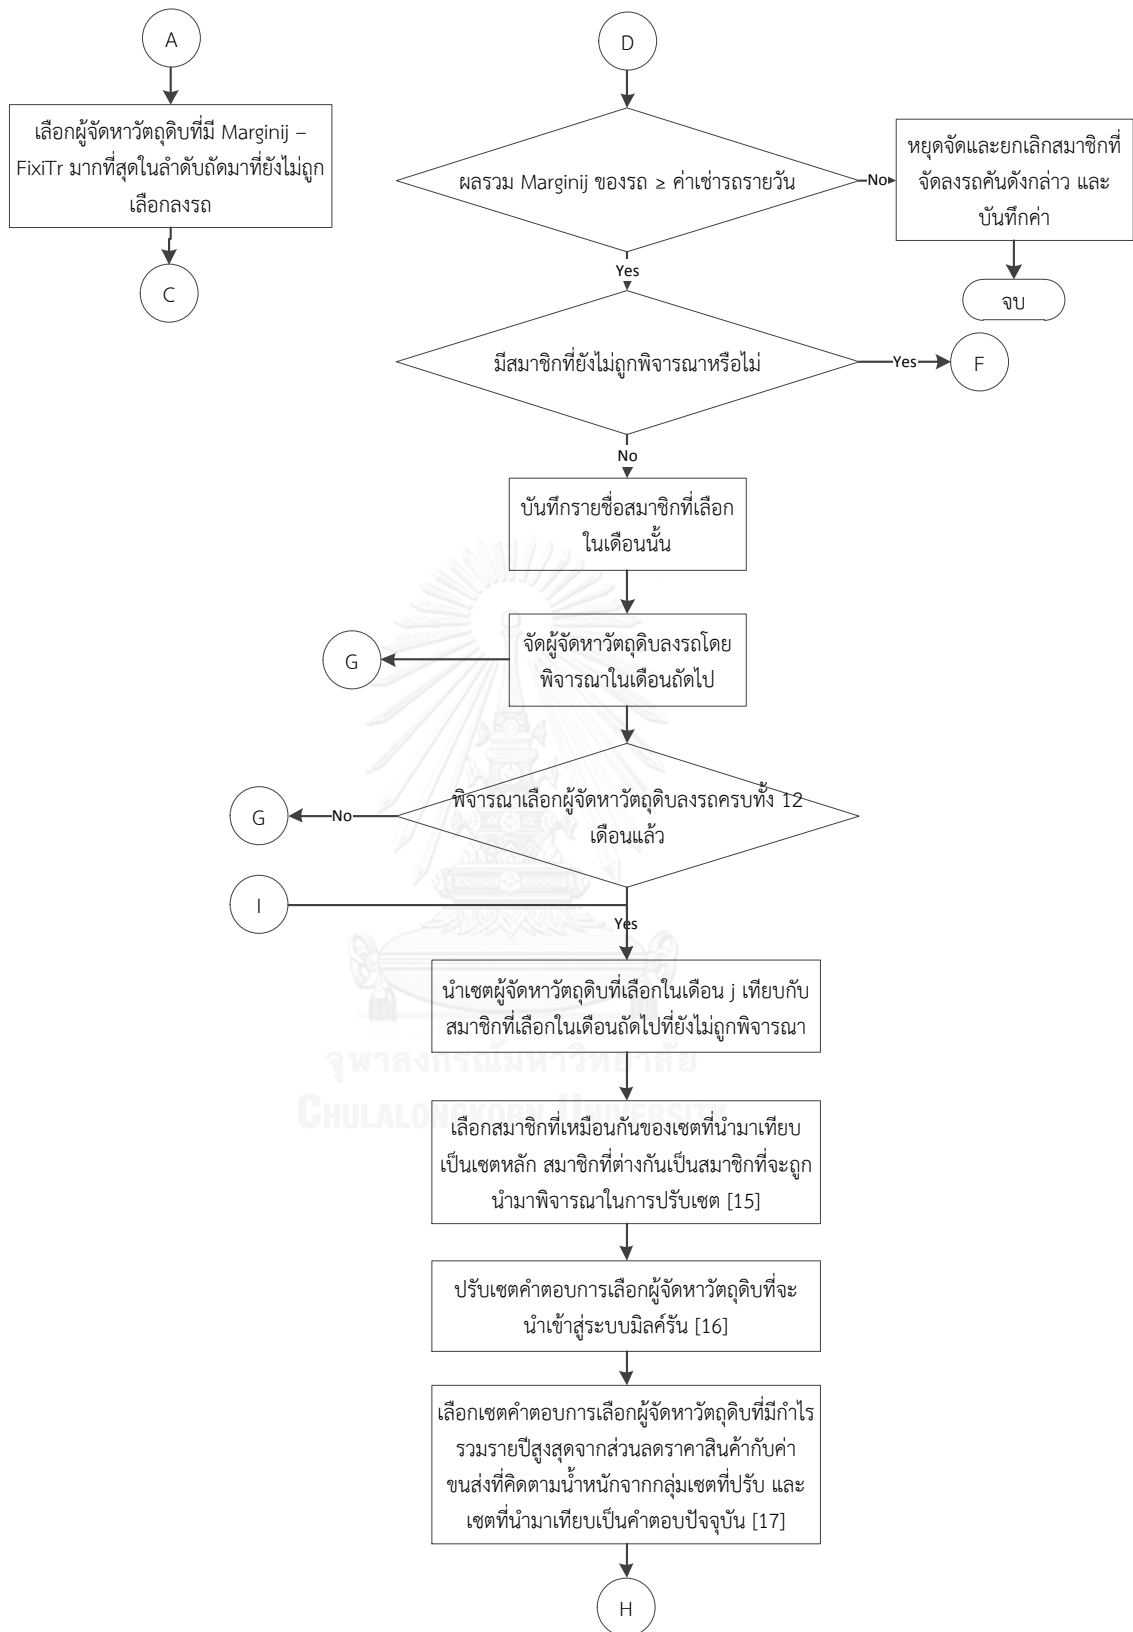 A
เลือกผู้จัดหาวัตถุดิบที่มี Marginij –
FixiTr มากที่สุดในลำดับถัดมาที่ยังไม่ถูก
เลือกลงรถ
C
D
ผลรวม Marginij ของรถ ≥ ค่าเช่ารถรายวัน
No
หยุดจัดและยกเลิกสมาชิกที่
จัดลงรถคันดังกล่าว และ
บันทึกค่า
จบ
Yes
มีสมาชิกที่ยังไม่ถูกพิจารณาหรือไม่
Yes
F
No
บันทึกรายชื่อสมาชิกที่เลือก
ในเดือนนั้น
จัดผู้จัดหาวัตถุดิบลงรถโดย
พิจารณาในเดือนถัดไป
G
พิจารณาเลือกผู้จัดหาวัตถุดิบลงรถครบทั้ง 12
เดือนแล้ว
No
G
I
Yes
นำเซตผู้จัดหาวัตถุดิบที่เลือกในเดือน j เทียบกับ
สมาชิกที่เลือกในเดือนถัดไปที่ยังไม่ถูกพิจารณา
จุฬาลงกรณ์มหาวิทยาลัย
CHULALONGKORN UNIVERSITY
เลือกสมาชิกที่เหมือนกันของเซตที่นำมาเทียบ
เป็นเซตหลัก สมาชิกที่ต่างกันเป็นสมาชิกที่จะถูก
นำมาพิจารณาในการปรับเซต [15]
ปรับเซตคำตอบการเลือกผู้จัดหาวัตถุดิบที่จะ
นำเข้าสู่ระบบมิลค์รัน [16]
เลือกเซตคำตอบการเลือกผู้จัดหาวัตถุดิบที่มีกำไร
รวมรายปีสูงสุดจากส่วนลดราคาสินค้ากับค่า
ขนส่งที่คิดตามน้ำหนักจากกลุ่มเซตที่ปรับ และ
เซตที่นำมาเทียบเป็นคำตอบปัจจุบัน [17]
H